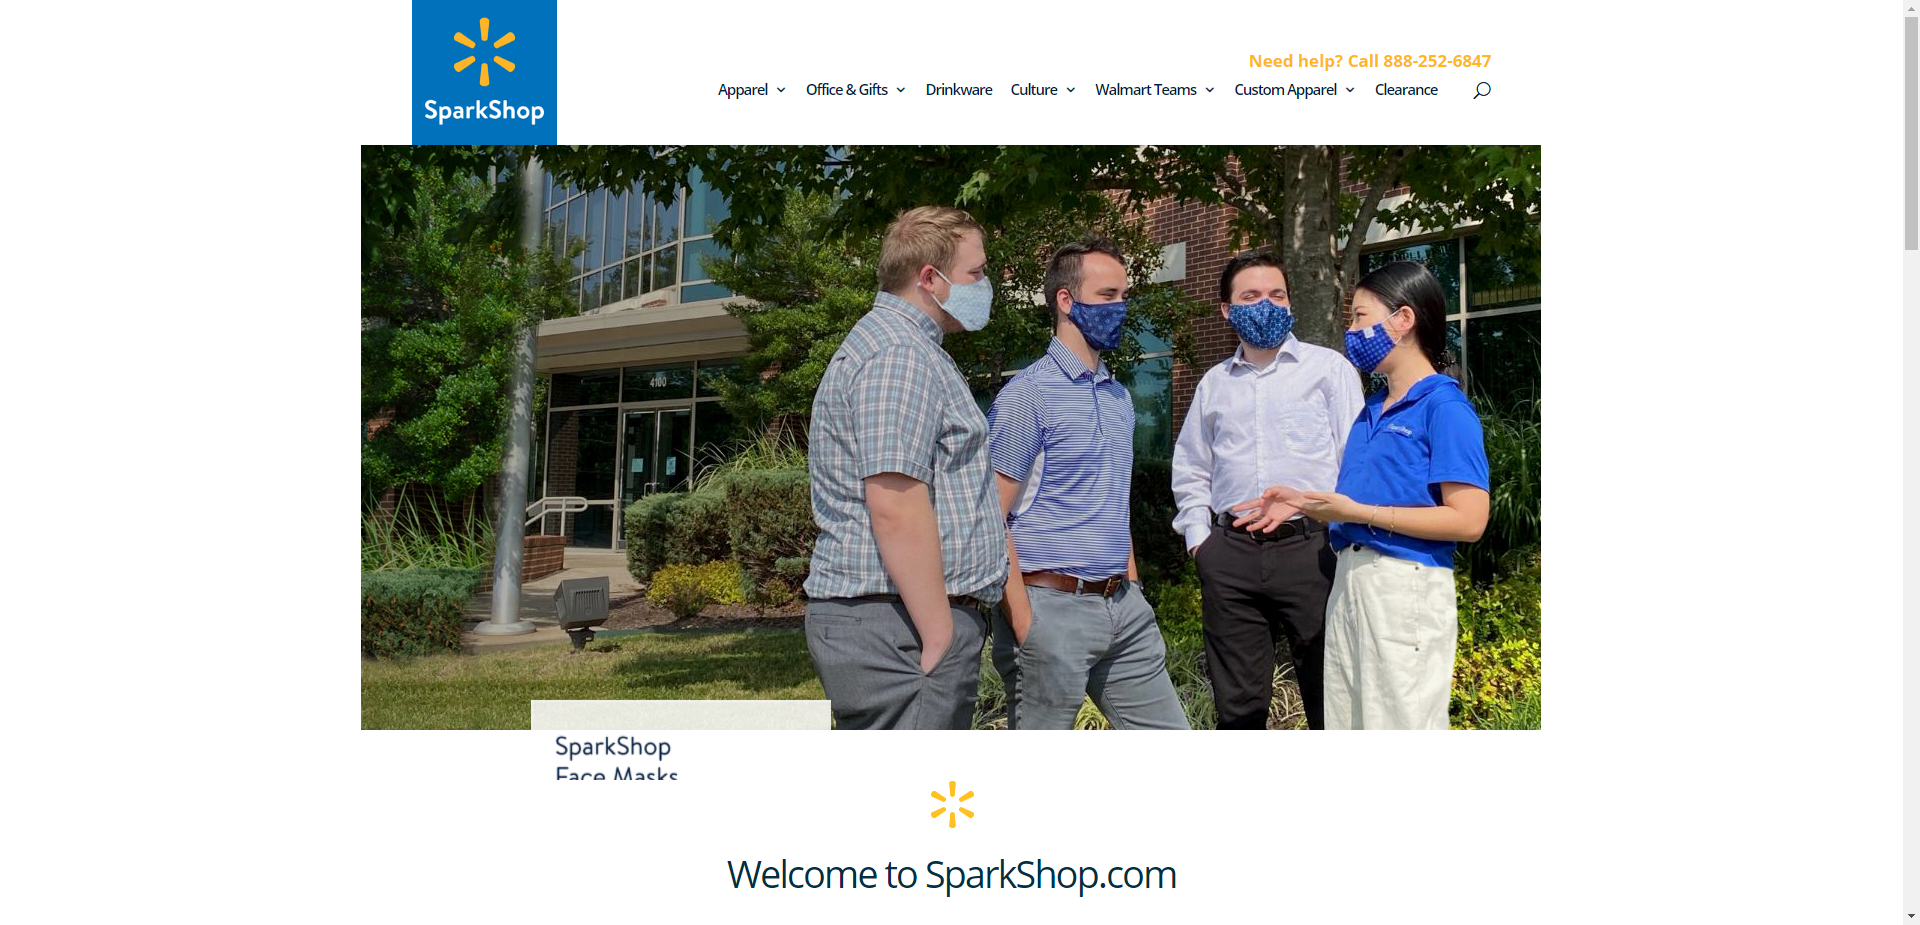 SparkShop
Need help? Call 888-252-6847
Apparel
Office & Gifts
Drinkware
Culture
Walmart Teams
Custom Apparel
Clearance
4100
SparkShop
Face Masks
Welcome to SparkShop.com